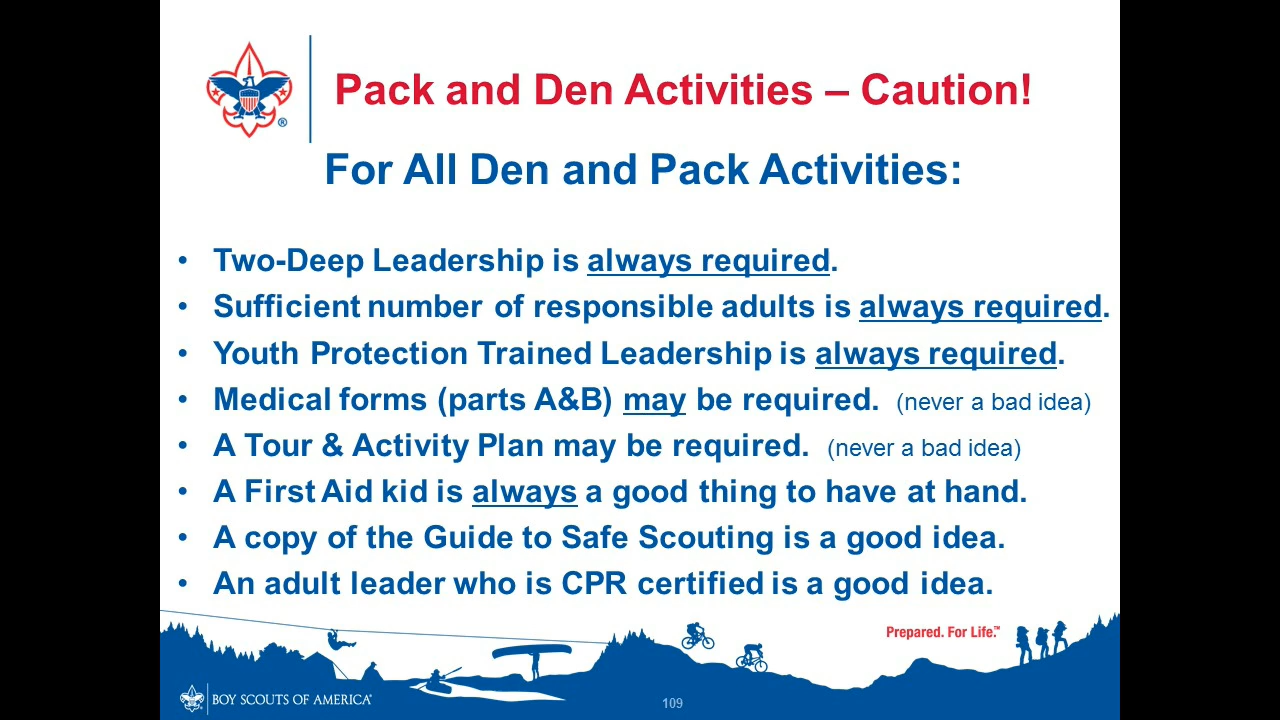 Pack and Den Activities – Caution!
For All Den and Pack Activities:
• Two-Deep Leadership is always required.
• Sufficient number of responsible adults is always required.
• Youth Protection Trained Leadership is always required.
• Medical forms (parts A&B) may be required. (never a bad idea)
• A Tour & Activity Plan may be required. (never a bad idea)
• A First Aid kid is always a good thing to have at hand.
• A copy of the Guide to Safe Scouting is a good idea.
• An adult leader who is CPR certified is a good idea.
Prepared. For Life.™
BOY SCOUTS OF AMERICA®
109